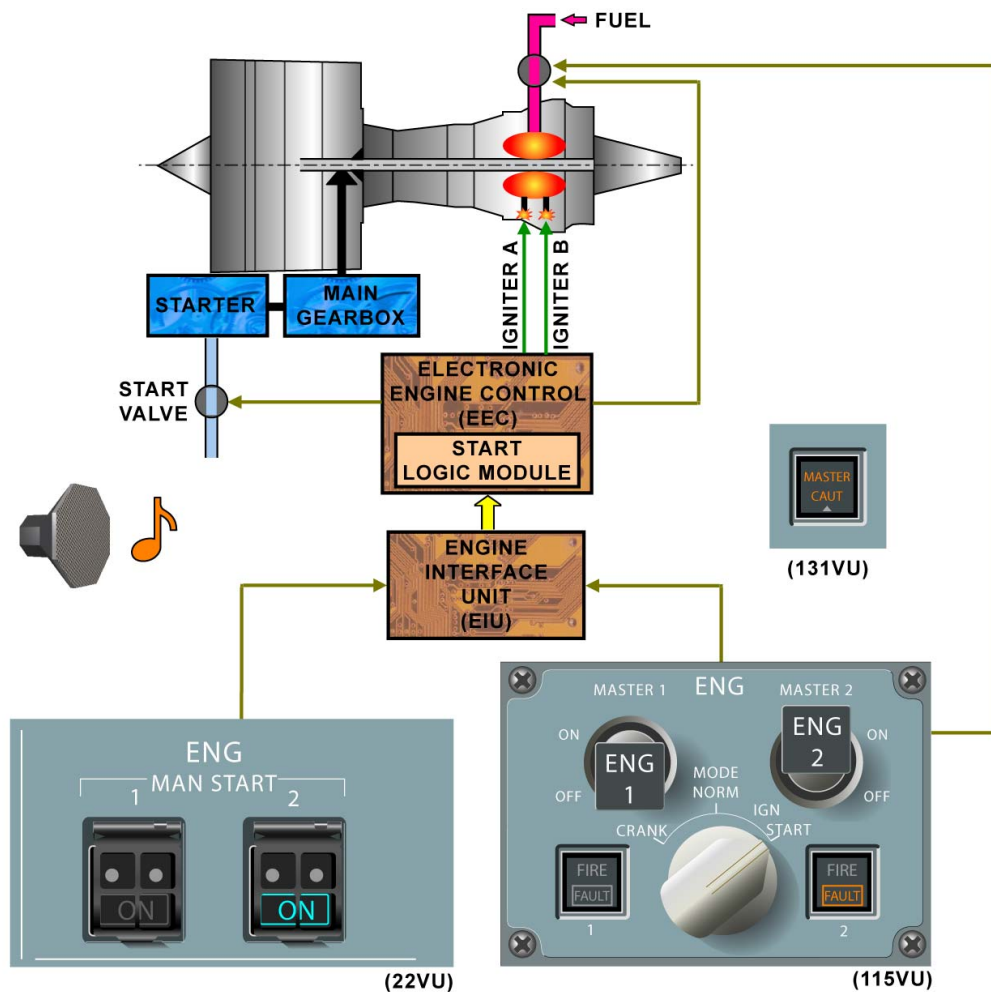 FUEL
IGNITER A
IGNITER B
STARTER
MAIN
GEARBOX
START
VALVE
ELECTRONIC
ENGINE CONTROL
(EEC)
START
LOGIC MODULE
MASTER
CAUT
(131VU)
ENGINE
INTERFACE
UNIT
(EIU)
ENG
MAN START
1 2
ON ON
(22VU)
MASTER 1 ENG MASTER 2
ON ENG 2 ON
OFF ENG 1 OFF
MODE
NORM
CRANK
IGN
START
FIRE
FAULT
1
FIRE
FAULT
2
(115VU)